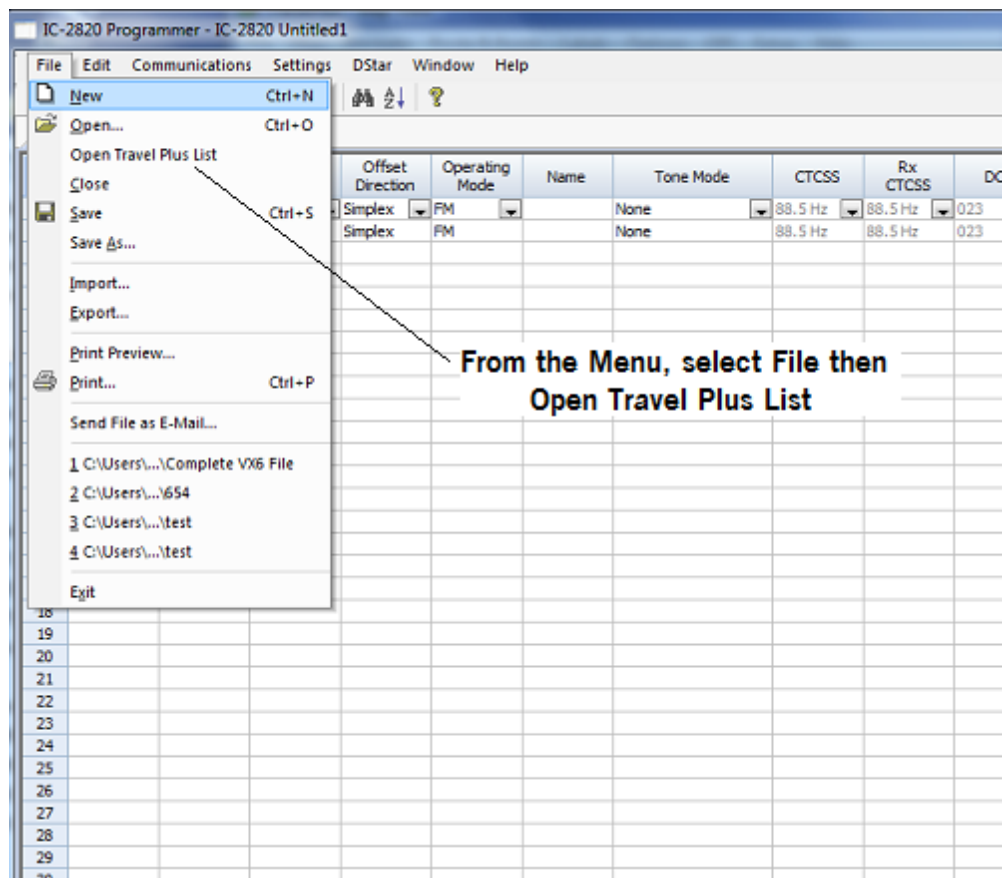 IC-2820 Programmer - IC-2820 Untitled1
File Edit Communications Settings DStar Window Help
New Ctrl+N
Open... Ctrl+O
Open Travel Plus List
Close
Save Ctrl+S
Save As...
Import...
Export...
Print Preview...
Print... Ctrl+P
Send File as E-Mail...
1 C:\Users\...\Complete VX6 File
2 C:\Users\...\654
3 C:\Users\...\test
4 C:\Users\...\test
Exit
Offset Direction Operating Mode Name Tone Mode CTCSS Rx CTCSS DC
Simplex FM None 88.5 Hz 88.5 Hz 023
Simplex FM None 88.5 Hz 88.5 Hz 023
From the Menu, select File then
Open Travel Plus List
18
19
20
21
22
23
24
25
26
27
28
29